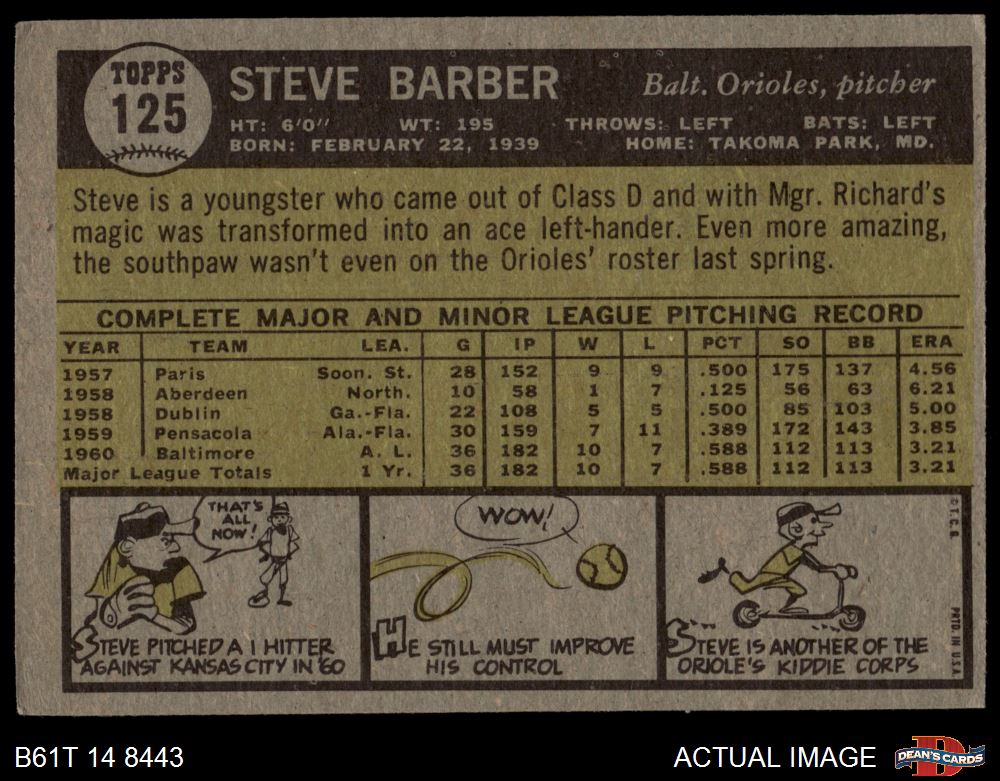 TOPPS
125
STEVE BARBER Balt. Orioles, pitcher
HT: 6'0" WT: 195 THROWS: LEFT BATS: LEFT
BORN: FEBRUARY 22, 1939 HOME: TAKOMA PARK, MD.
Steve is a youngster who came out of Class D and with Mgr. Richard's
magic was transformed into an ace left-hander. Even more amazing,
the southpaw wasn't even on the Orioles' roster last spring.
COMPLETE MAJOR AND MINOR LEAGUE PITCHING RECORD
YEAR TEAM LEA. G IP W L PCT SO BB ERA
1957 Paris Soon. St. 28 152 9 9 .500 175 137 4.56
1958 Aberdeen North. 10 58 1 7 .125 56 63 6.21
1958 Dublin Ga.-Fla. 22 108 5 5 .500 85 103 5.00
1959 Pensacola Ala.-Fla. 30 159 7 11 .389 172 143 3.85
1960 Baltimore A. L. 36 182 10 7 .588 112 113 3.21
Major League Totals 1 Yr. 36 182 10 7 .588 112 113 3.21
THAT'S
ALL
NOW!
STEVE PITCHED A 1 HITTER
AGAINST KANSAS CITY IN '60
WOW!
HE STILL MUST IMPROVE
HIS CONTROL
STEVE IS ANOTHER OF THE
ORIOLE'S KIDDIE CORPS
© T. C. G.
PRTD. IN U.S.A.
B61T 14 8443 ACTUAL IMAGE
DEAN'S CARDS